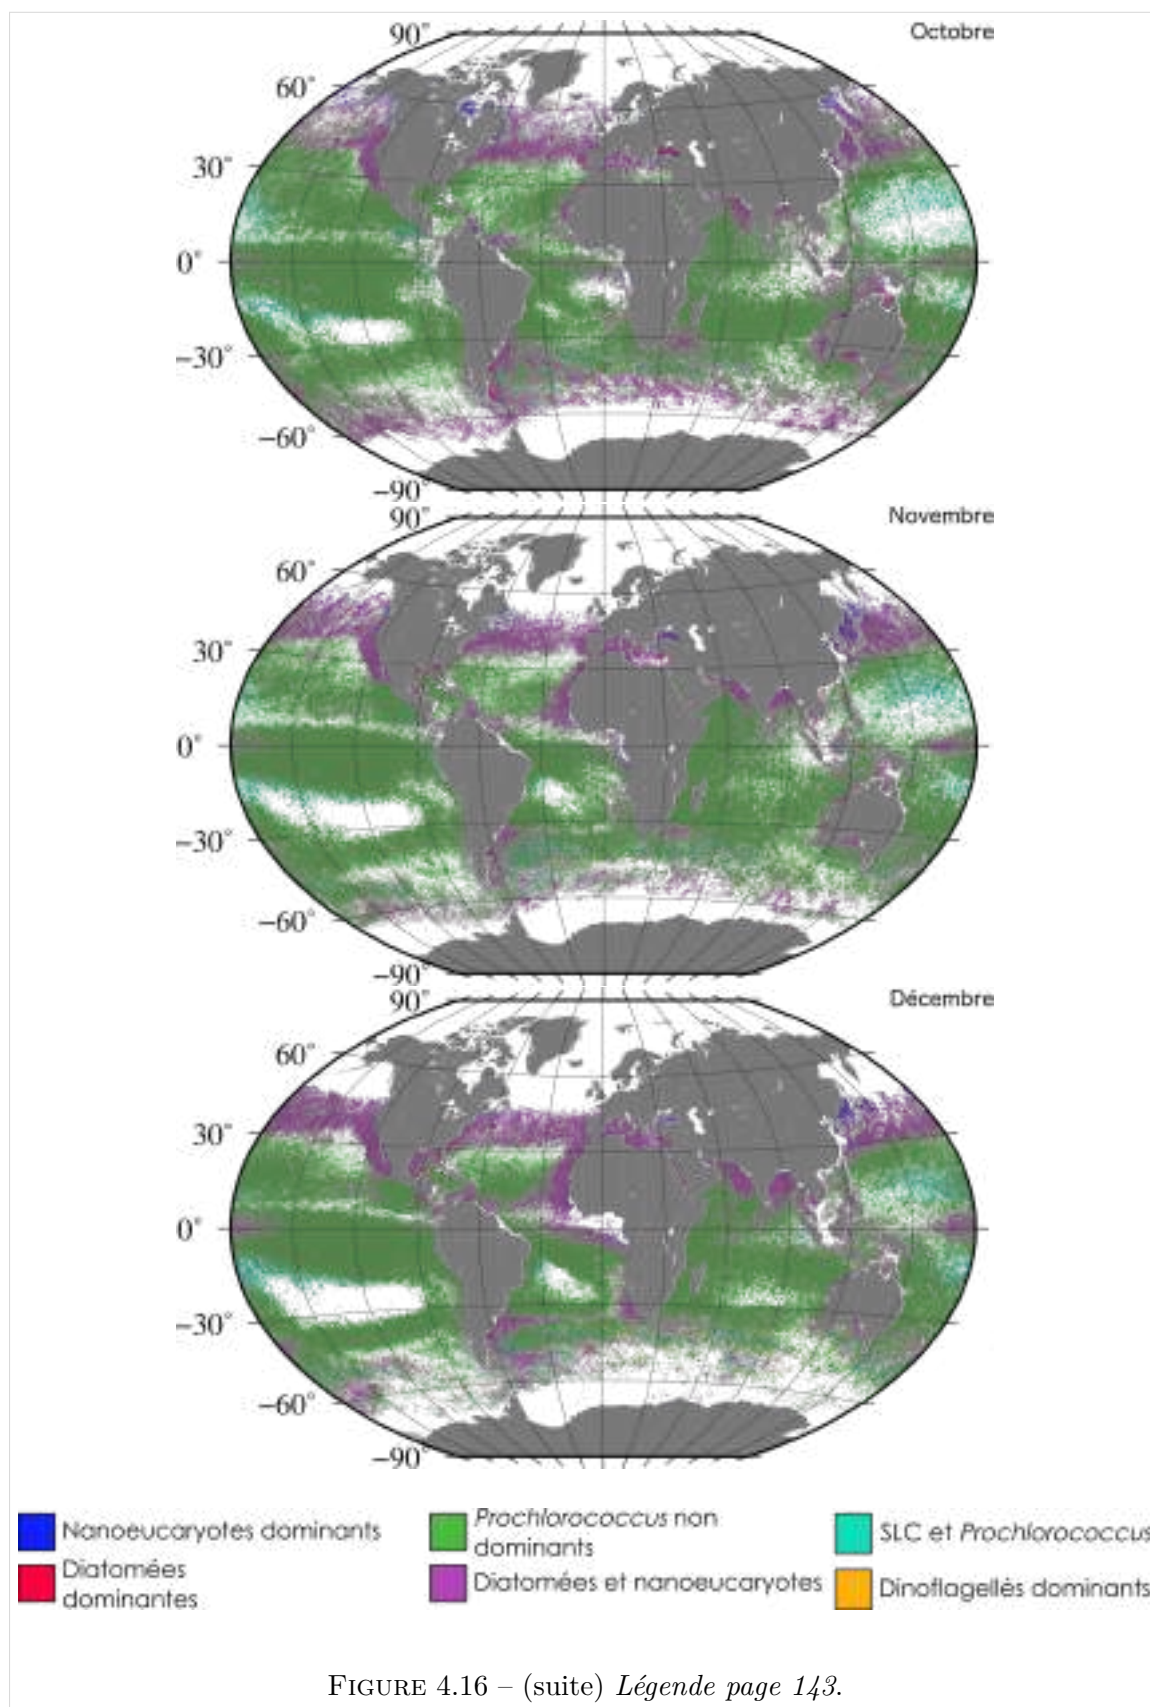 Octobre
90°
60°
30°
0°
−30°
−60°
−90°
Novembre
90°
60°
30°
0°
−30°
−60°
−90°
Décembre
90°
60°
30°
0°
−30°
−60°
−90°
Nanoeucaryotes dominants
Diatomées
dominantes
Prochlorococcus non
dominants
Diatomées et nanoeucaryotes
SLC et Prochlorococcus
Dinoflagellés dominants
FIGURE 4.16 – (suite) Légende page 143.